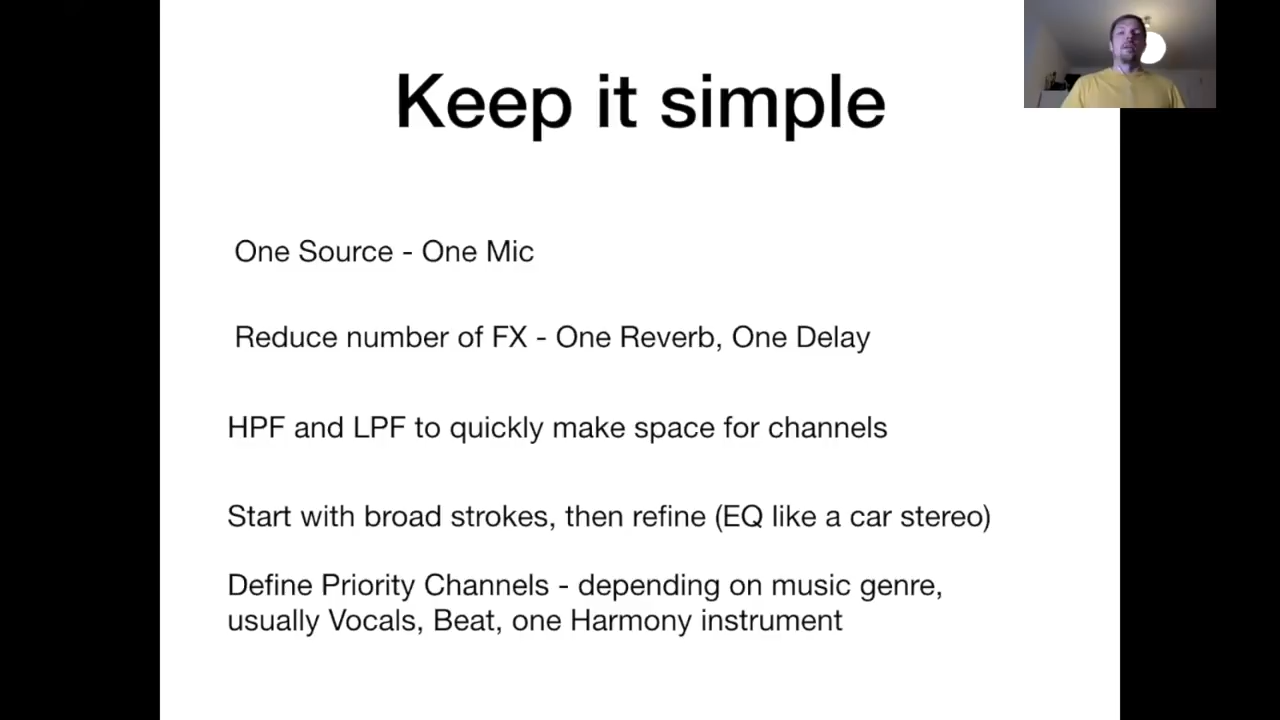 Keep it simple
One Source - One Mic
Reduce number of FX - One Reverb, One Delay
HPF and LPF to quickly make space for channels
Start with broad strokes, then refine (EQ like a car stereo)
Define Priority Channels - depending on music genre,
usually Vocals, Beat, one Harmony instrument